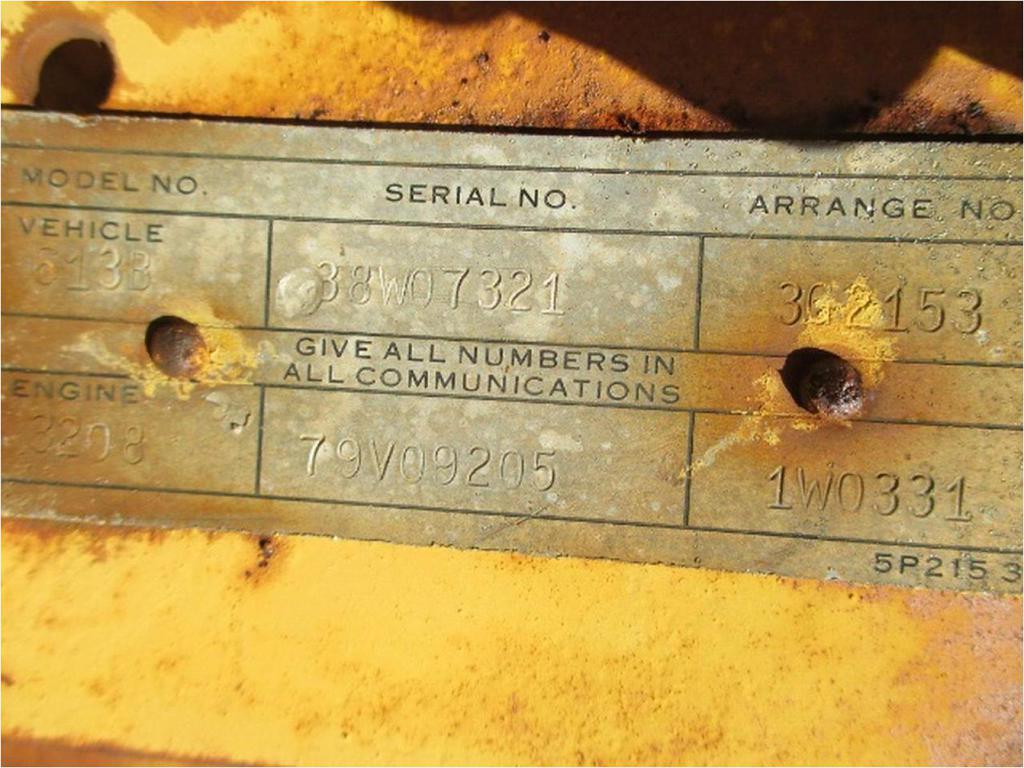 MODEL NO. SERIAL NO. ARRANGE NO
VEHICLE
613B 38W07321 3G2153
GIVE ALL NUMBERS IN
ALL COMMUNICATIONS
ENGINE
3208 79V09205 1W0331
5P215 3